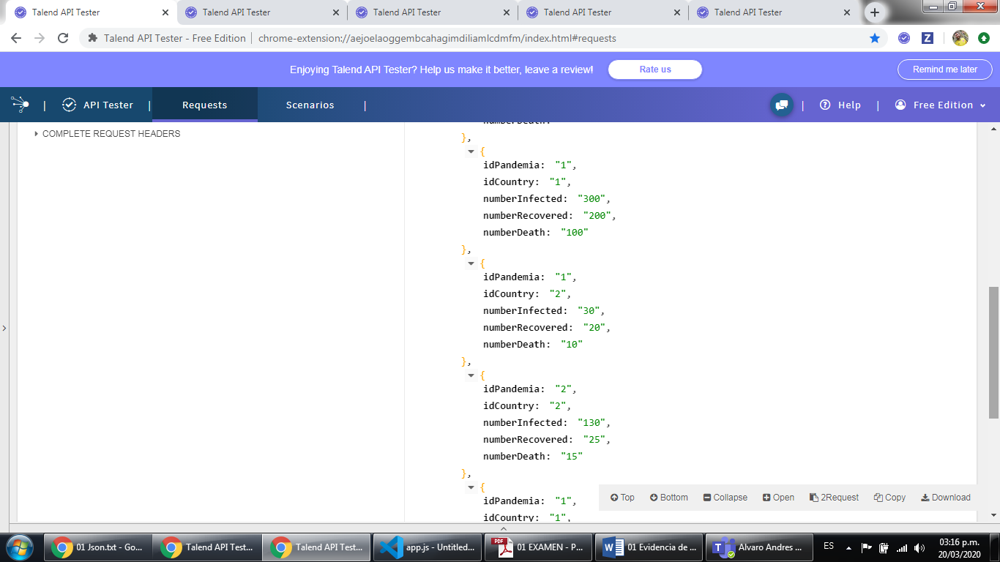 Talend API Tester
Talend API Tester
Talend API Tester
Talend API Tester
Talend API Tester
Talend API Tester - Free Edition | chrome-extension://aejoelaoggembcahagimdiliamlcdmfm/index.html#requests
Enjoying Talend API Tester? Help us make it better, leave a review! Rate us Remind me later
| API Tester | Requests Scenarios | | Help | Free Edition
COMPLETE REQUEST HEADERS
numberDeath:
},
{
idPandemia: "1",
idCountry: "1",
numberInfected: "300",
numberRecovered: "200",
numberDeath: "100"
},
{
idPandemia: "1",
idCountry: "2",
numberInfected: "30",
numberRecovered: "20",
numberDeath: "10"
},
{
idPandemia: "2",
idCountry: "2",
numberInfected: "130",
numberRecovered: "25",
numberDeath: "15"
},
{
idPandemia: "1",
idCountry: "1",
Top Bottom Collapse Open 2Request Copy Download
01 Json.txt - Go... Talend API Test... Talend API Test... app.js - Untitled... PDF 01 EXAMEN - P... W 01 Evidencia de ... T Alvaro Andres ... ES 03:16 p.m.
20/03/2020